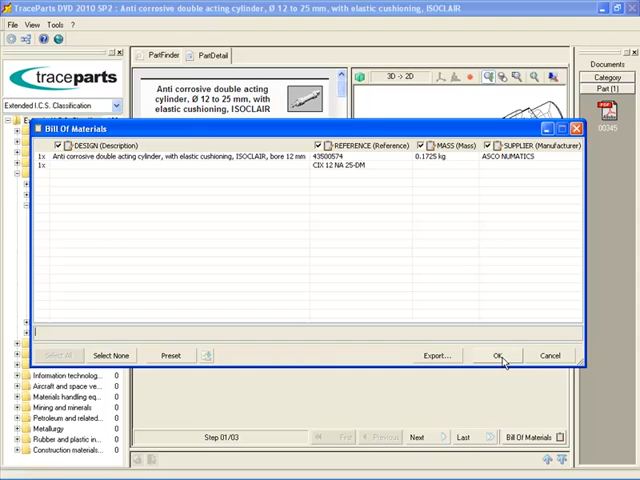 TraceParts DVD 2010 SP2 : Anti corrosive double acting cylinder, Ø 12 to 25 mm, with elastic cushioning, ISOCLAIR
File View Tools ?
PartFinder PartDetail
Documents
Category
Part (1)
00345
traceparts
Extended I.C.S. Classification
Anti corrosive double acting
cylinder, Ø 12 to 25 mm, with
elastic cushioning, ISOCLAIR
3D -> 2D
Bill Of Materials
DESIGN (Description) REFERENCE (Reference) MASS (Mass) SUPPLIER (Manufacturer)
1x Anti corrosive double acting cylinder, with elastic cushioning, ISOCLAIR, bore 12 mm 43500574 0.1725 kg ASCO NUMATICS
1x CIX 12 NA 25-DM
Select All Select None Preset Export... OK Cancel
Information technolog... 0
Aircraft and space ve... 0
Materials handling eq... 0
Mining and minerals 0
Petroleum and related... 0
Metallurgy 0
Rubber and plastic in... 0
Construction materials... 0
Step 01/03 First Previous Next Last Bill Of Materials